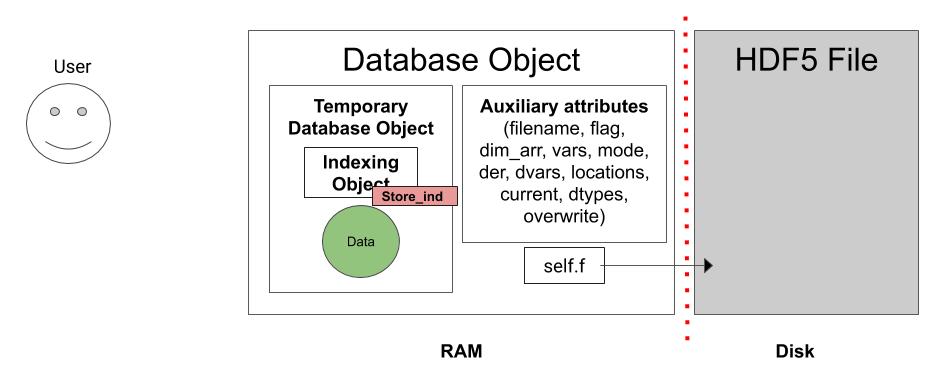 User
Database Object
HDF5 File
Temporary
Database Object
Indexing
Object
Store_ind
Data
Auxiliary attributes
(filename, flag,
dim_arr, vars, mode,
der, dvars, locations,
current, dtypes,
overwrite)
self.f
RAM
Disk